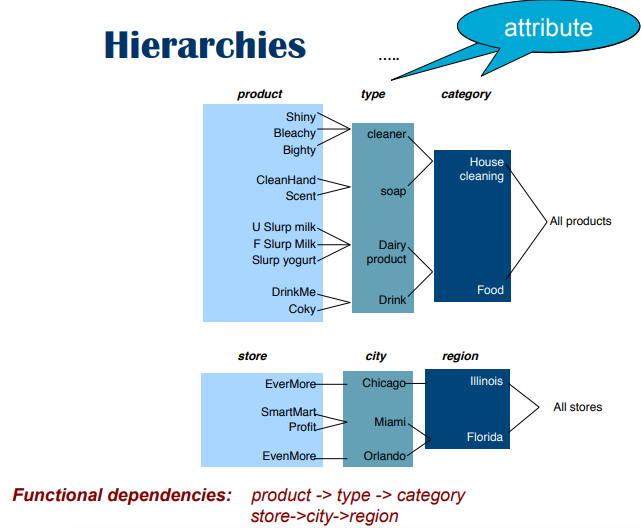 Hierarchies
attribute
.....
product type category
Shiny
Bleachy
Bighty
cleaner
House
cleaning
CleanHand
Scent
soap
All products
U Slurp milk
F Slurp Milk
Slurp yogurt
Dairy
product
DrinkMe
Coky
Drink
Food
store city region
EverMore Chicago Illinois
SmartMart
Profit
Miami
All stores
Florida
EvenMore Orlando
Functional dependencies: product -> type -> category
store->city->region